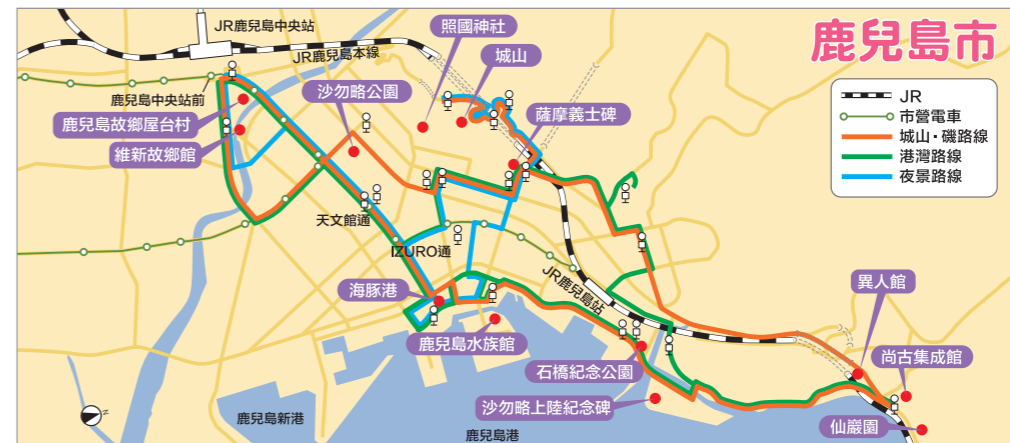 鹿兒島市
JR
市營電車
城山・磯路線
港灣路線
夜景路線
JR鹿兒島中央站
JR鹿兒島本線
鹿兒島中央站前
照國神社
城山
沙勿略公園
薩摩義士碑
鹿兒島故鄉屋台村
維新故鄉館
天文館通
IZURO通
JR鹿兒島站
海豚港
鹿兒島水族館
異人館
尚古集成館
石橋紀念公園
沙勿略上陸紀念碑
仙巖園
鹿兒島新港
鹿兒島港
N